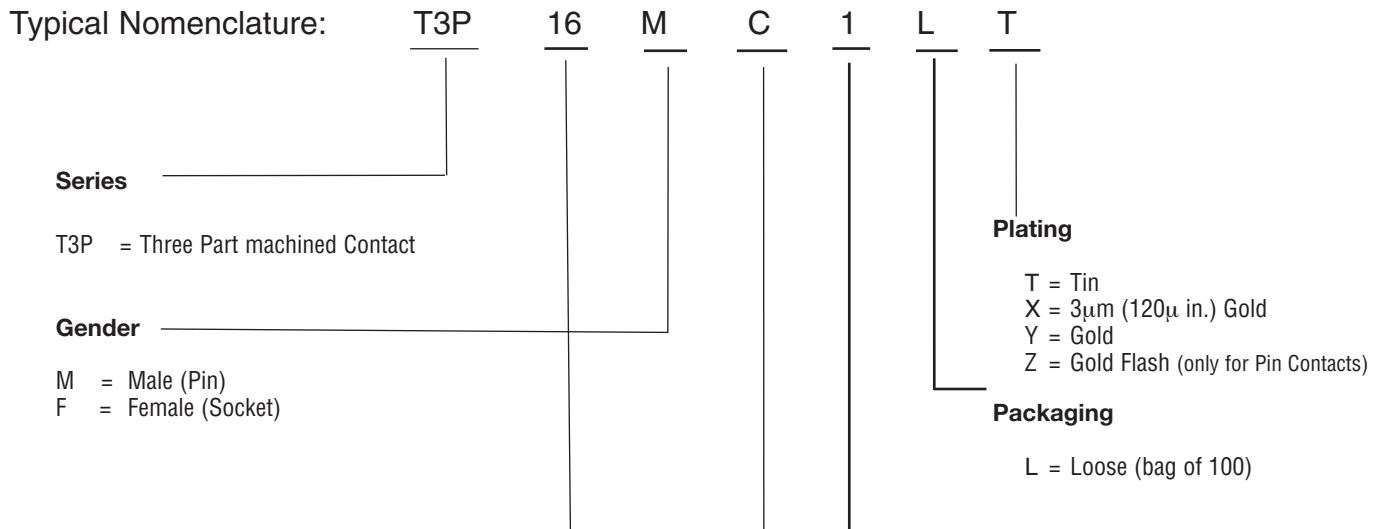 Typical Nomenclature: T3P 16 M C 1 L T
Series
T3P = Three Part machined Contact
Gender
M = Male (Pin)
F = Female (Socket)
Plating
T = Tin
X = 3μm (120μ in.) Gold
Y = Gold
Z = Gold Flash (only for Pin Contacts)
Packaging
L = Loose (bag of 100)